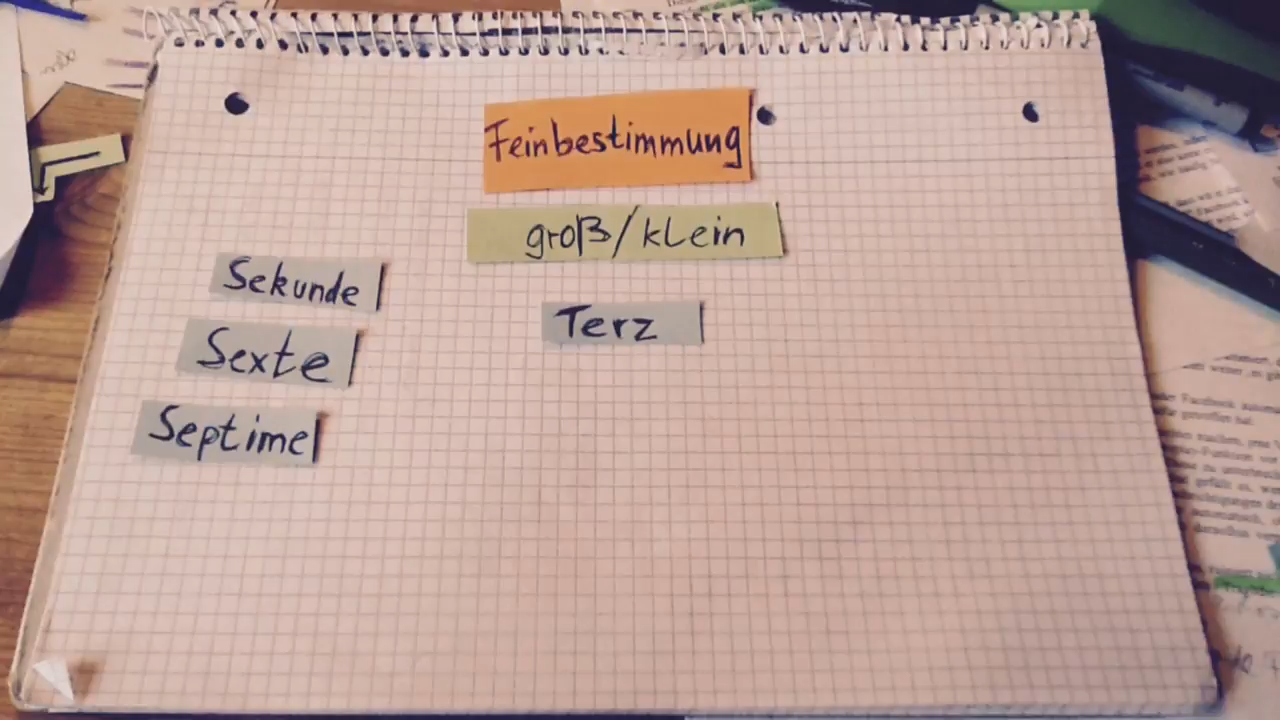 Feinbestimmung
groß/klein
Sekunde
Terz
Sexte
Septime